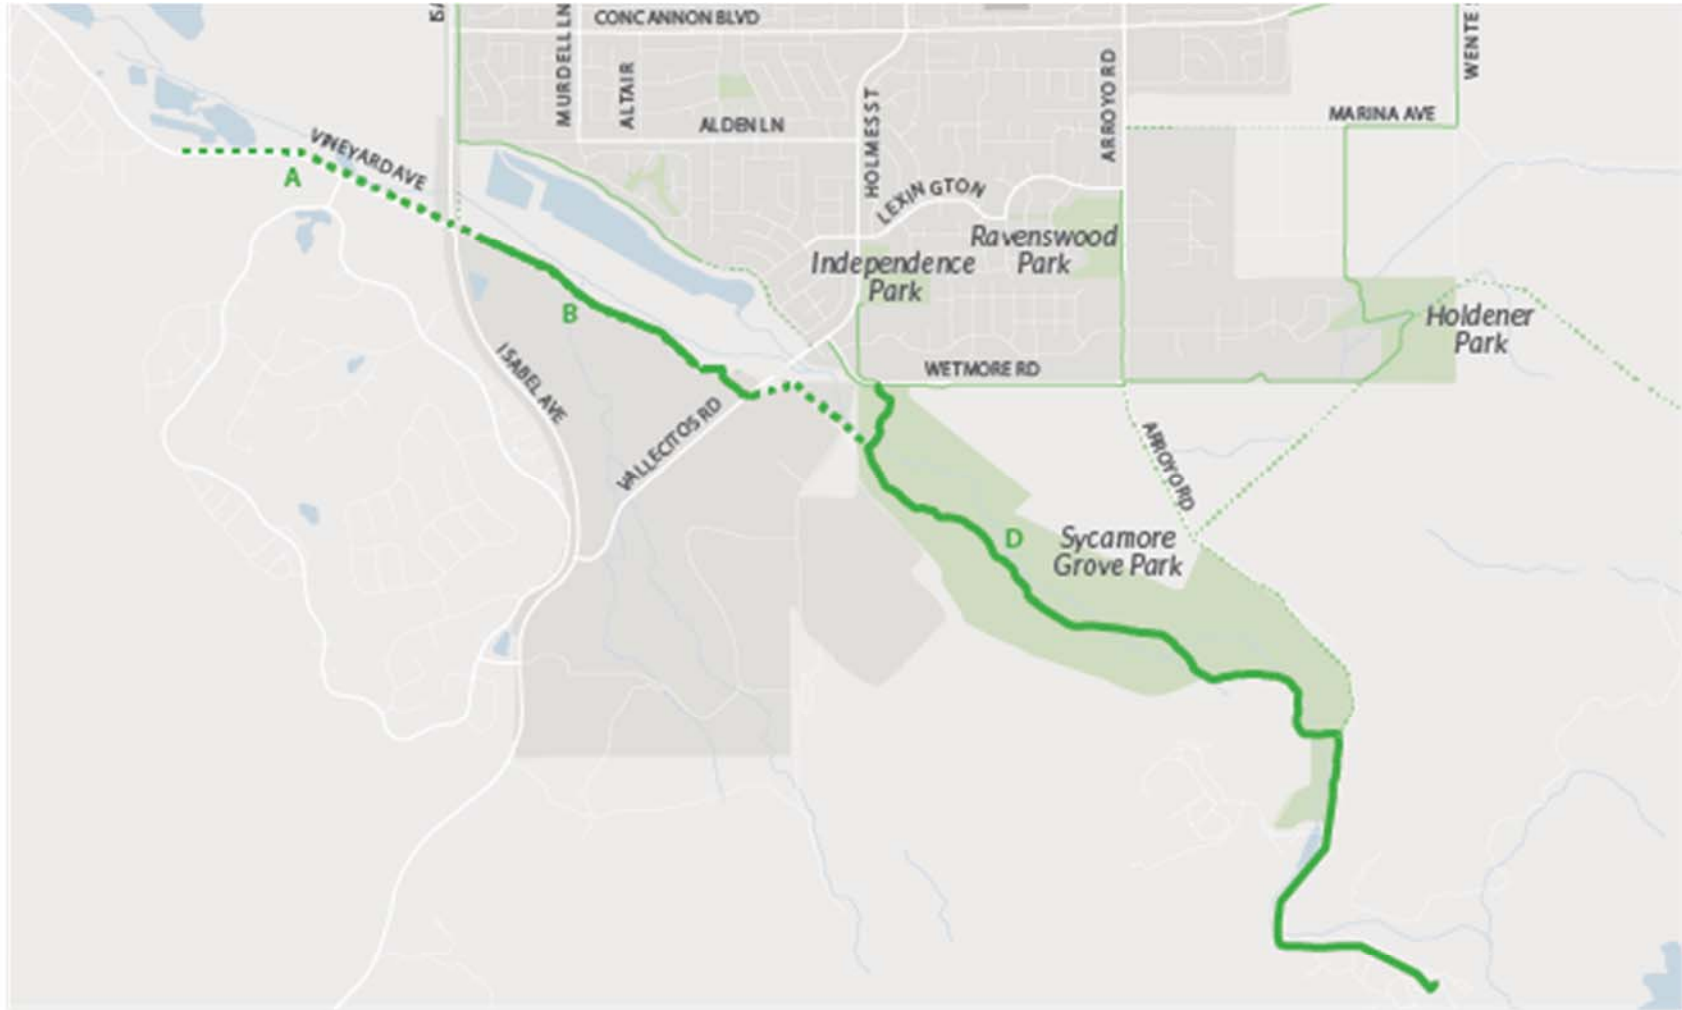 CONCANNON BLVD
MURDELL LN
ALTAIR
ALDEN LN
HOLMES ST
ARROYO RD
WENTE
MARINA AVE
VINEYARD AVE
A
LEXINGTON
Ravenswood
Park
Independence
Park
B
Holdener
Park
ISABEL AVE
WETMORE RD
VALLECITOS RD
ARROYO RD
D
Sycamore
Grove Park